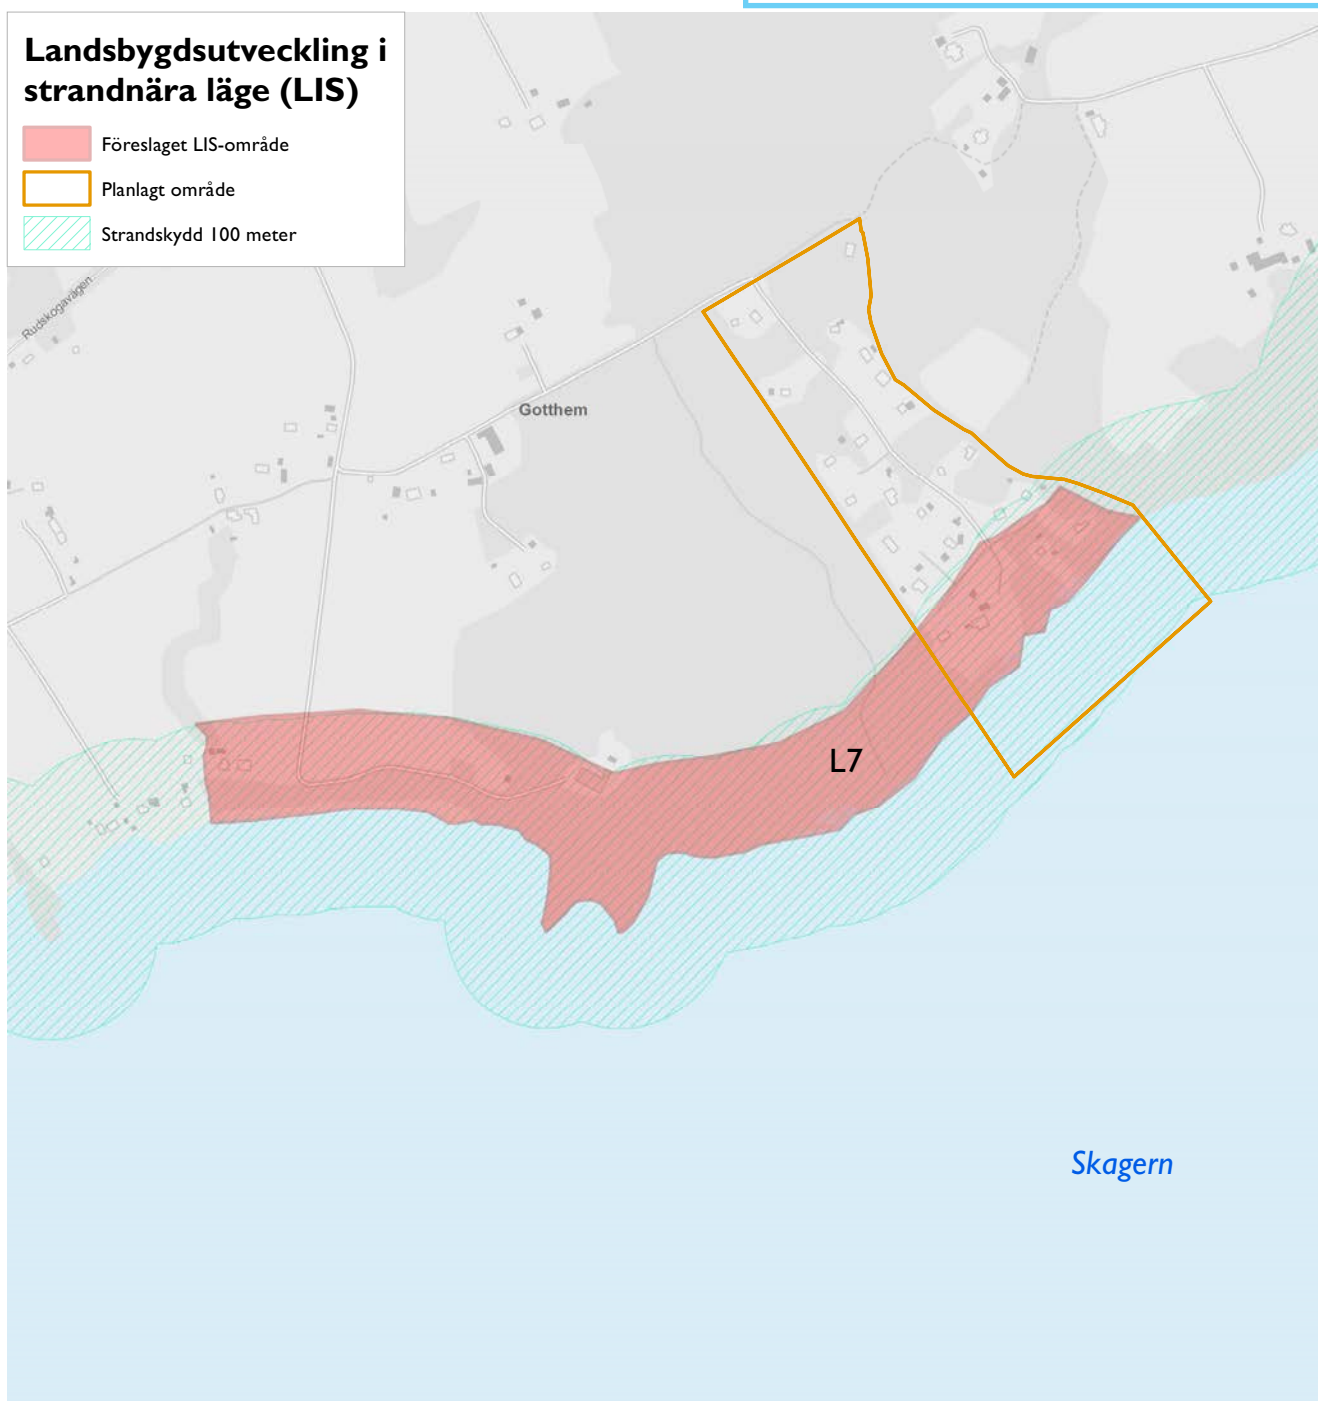 Landsbygdsutveckling i
strandnära läge (LIS)
Föreslaget LIS-område
Planlagt område
Strandskydd 100 meter
Rudskogavägen
Gotthem
L7
Skagern